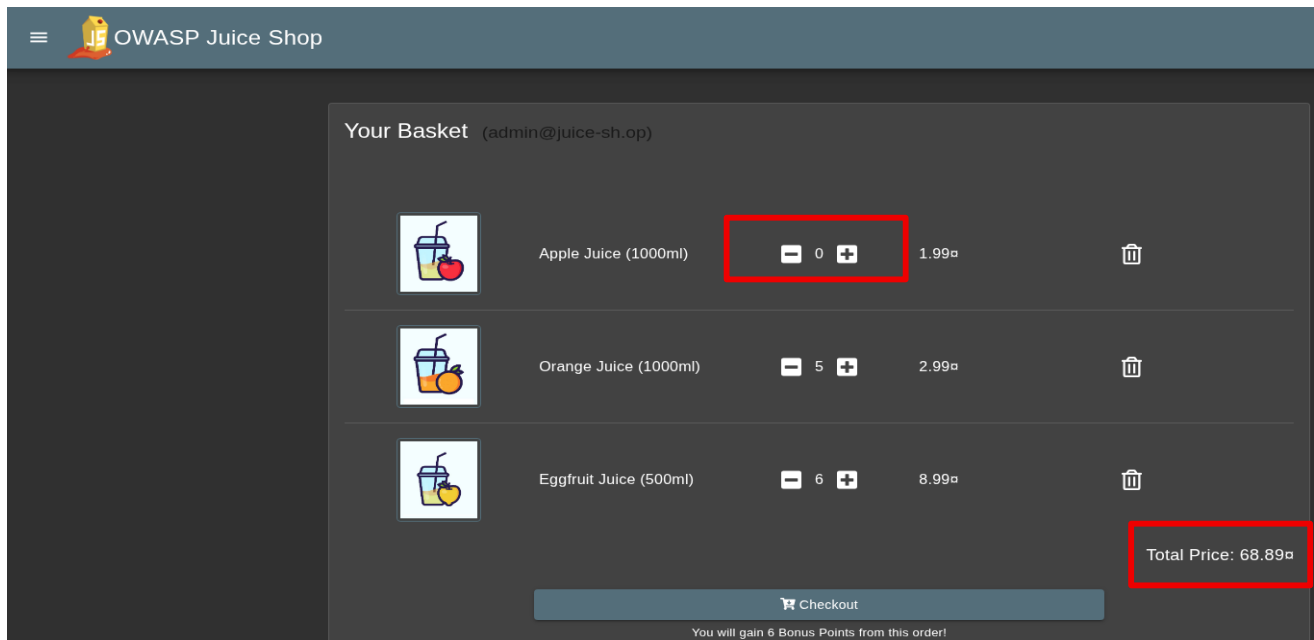 OWASP Juice Shop
Your Basket (admin@juice-sh.op)
Apple Juice (1000ml) 0 1.99¤
Orange Juice (1000ml) 5 2.99¤
Eggfruit Juice (500ml) 6 8.99¤
Total Price: 68.89¤
Checkout
You will gain 6 Bonus Points from this order!